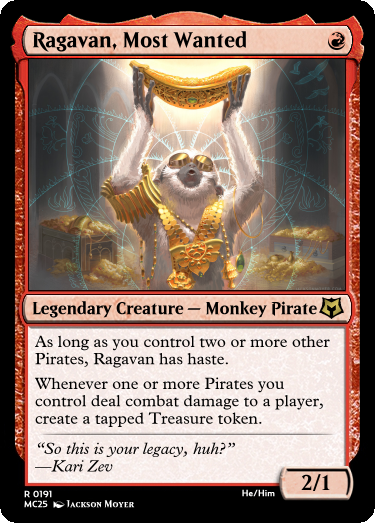 Ragavan, Most Wanted
Legendary Creature — Monkey Pirate
As long as you control two or more other
Pirates, Ragavan has haste.
Whenever one or more Pirates you
control deal combat damage to a player,
create a tapped Treasure token.
“So this is your legacy, huh?”
—Kari Zev
2/1
R 0191
He/Him
MC25 Jackson Moyer